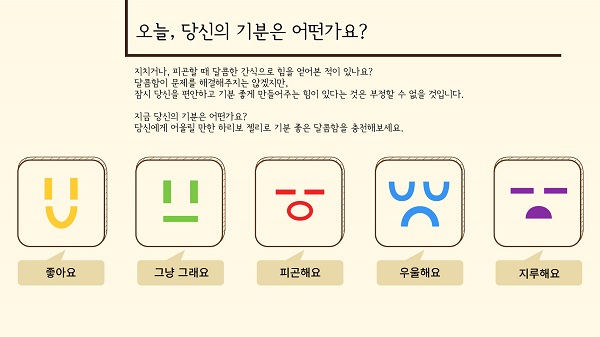 오늘, 당신의 기분은 어떤가요?
지치거나, 피곤할 때 달콤한 간식으로 힘을 얻어본 적이 있나요?
달콤함이 문제를 해결해주지는 않겠지만,
잠시 당신을 편안하고 기분 좋게 만들어주는 힘이 있다는 것은 부정할 수 없을 것입니다.
지금 당신의 기분은 어떤가요?
당신에게 어울릴 만한 하리보 젤리로 기분 좋은 달콤함을 충전해보세요.
좋아요
그냥 그래요
피곤해요
우울해요
지루해요